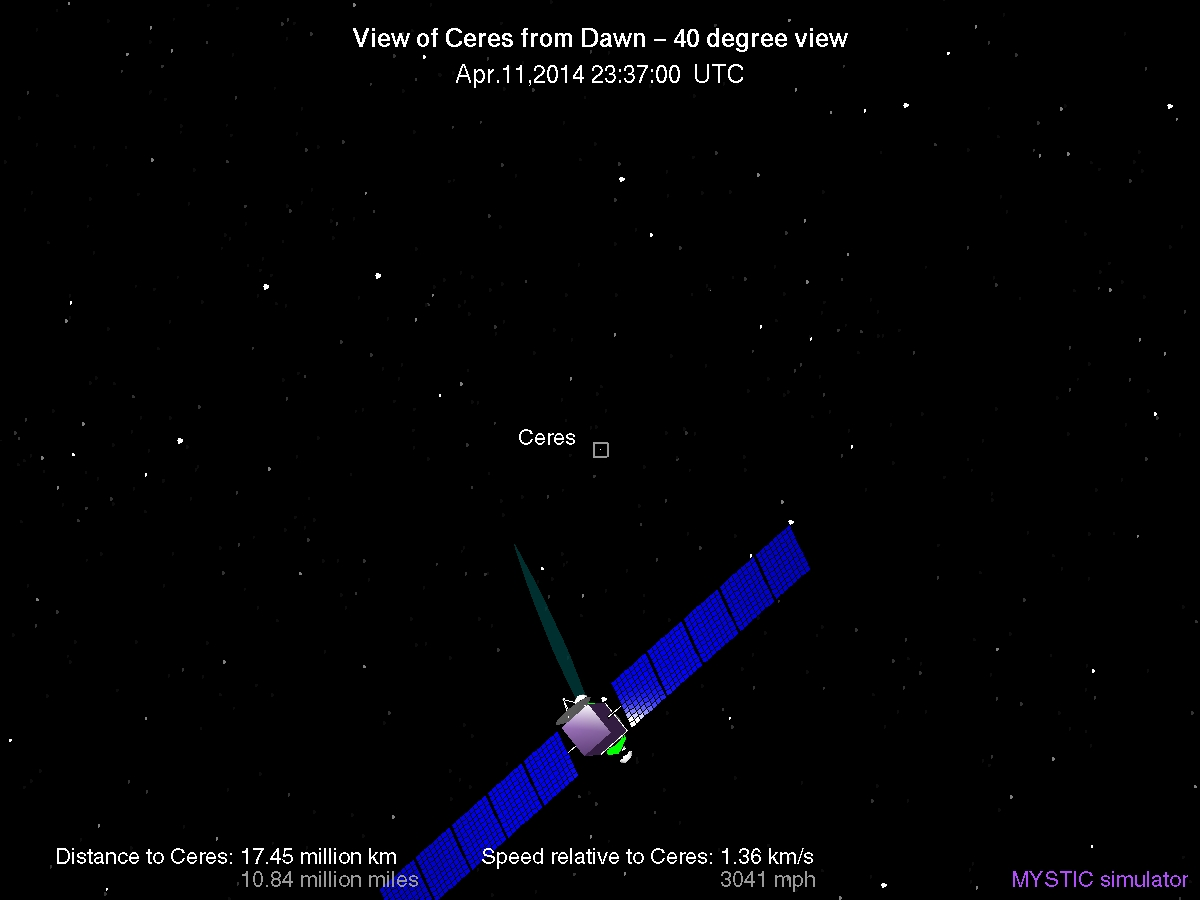 View of Ceres from Dawn – 40 degree view
Apr.11,2014 23:37:00 UTC
Ceres
Distance to Ceres: 17.45 million km
10.84 million miles
Speed relative to Ceres: 1.36 km/s
3041 mph
MYSTIC simulator